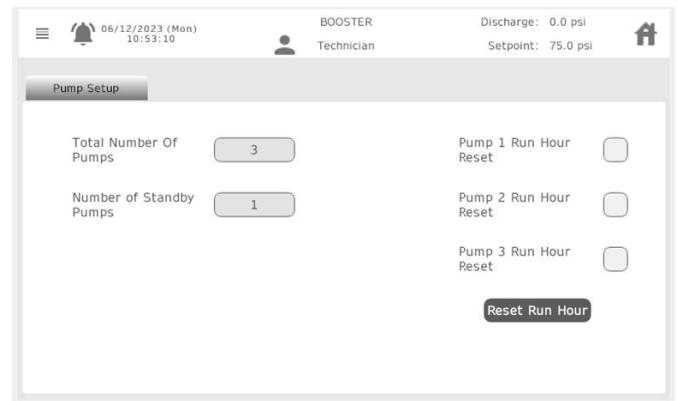 06/12/2023 (Mon)
10:53:10
BOOSTER
Technician
Discharge: 0.0 psi
Setpoint: 75.0 psi
Pump Setup
Total Number Of
Pumps
3
Number of Standby
Pumps
1
Pump 1 Run Hour
Reset
Pump 2 Run Hour
Reset
Pump 3 Run Hour
Reset
Reset Run Hour